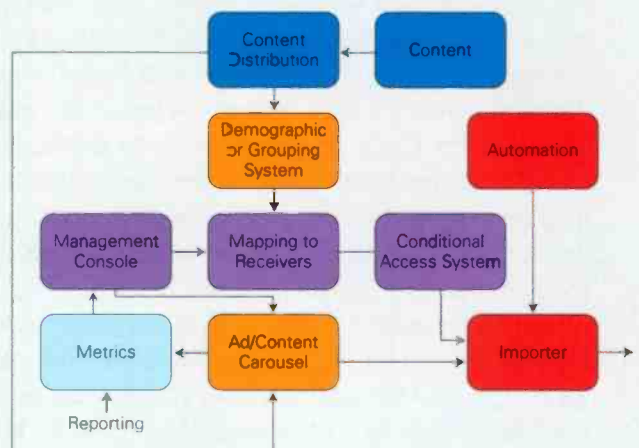 Content
Distribution
Content
Demographic
or Grouping
System
Automation
Management
Console
Mapping to
Receivers
Conditional
Access System
Metrics
Ad/Content
Carousel
Importer
Reporting